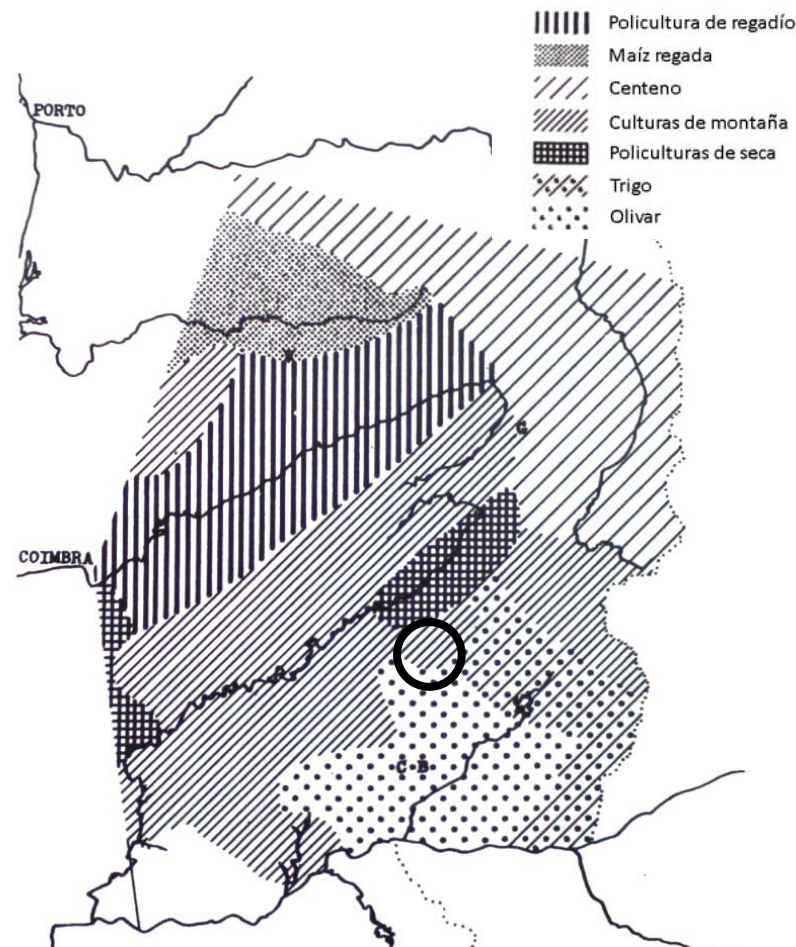 Policultura de regadío
Maíz regada
Centeno
Culturas de montaña
Policulturas de seca
Trigo
Olivar
PORTO
V
G
COIMBRA
C B